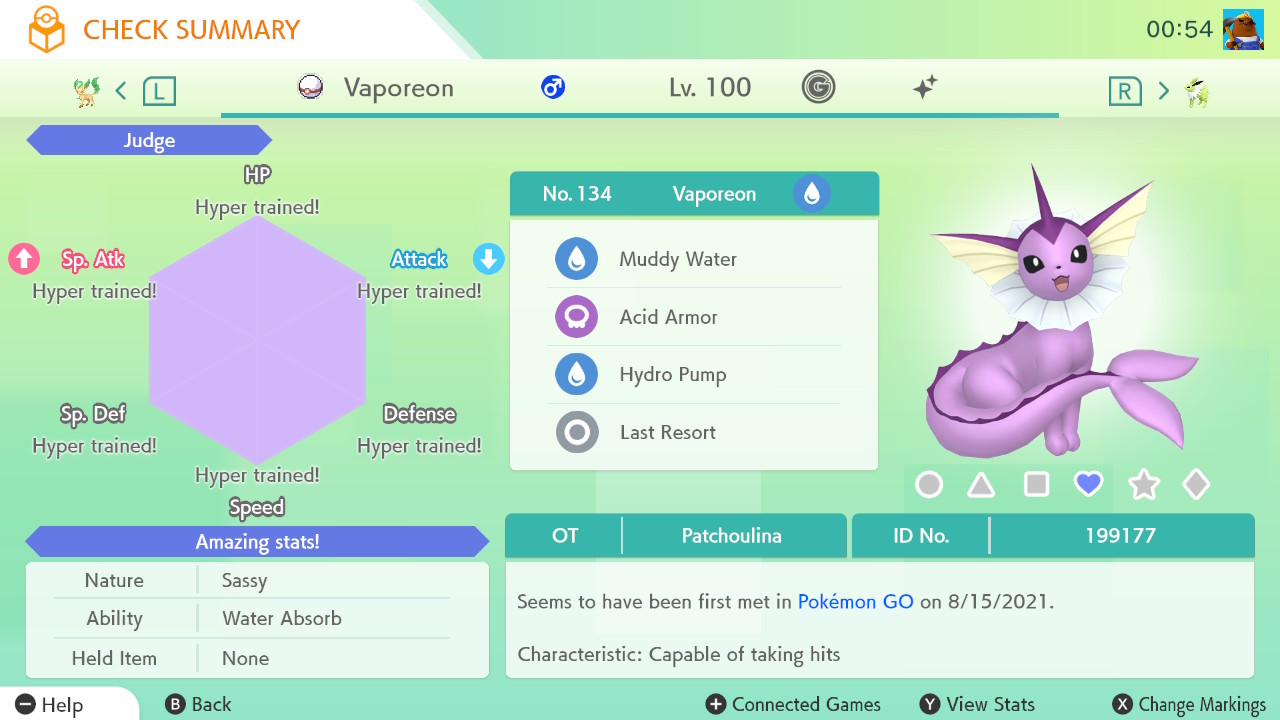 CHECK SUMMARY
00:54
L
Vaporeon
Lv. 100
G
R
Judge
HP
Hyper trained!
Sp. Atk
Hyper trained!
Attack
Hyper trained!
Sp. Def
Hyper trained!
Defense
Hyper trained!
Hyper trained!
Speed
Amazing stats!
Nature Sassy
Ability Water Absorb
Held Item None
No. 134 Vaporeon
Muddy Water
Acid Armor
Hydro Pump
Last Resort
OT Patchoulina ID No. 199177
Seems to have been first met in Pokémon GO on 8/15/2021.
Characteristic: Capable of taking hits
Help
B Back
Connected Games
Y View Stats
X Change Markings